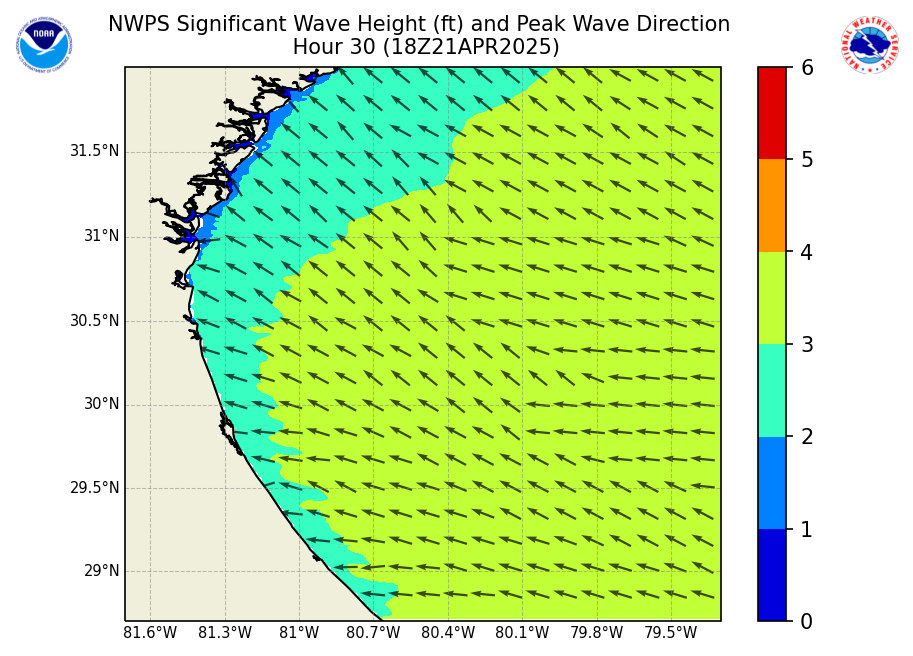 NWPS Significant Wave Height (ft) and Peak Wave Direction
Hour 30 (18Z21APR2025)
NOAA
NATIONAL WEATHER SERVICE
31.5°N
31°N
30.5°N
30°N
29.5°N
29°N
81.6°W 81.3°W 81°W 80.7°W 80.4°W 80.1°W 79.8°W 79.5°W
6
5
4
3
2
1
0